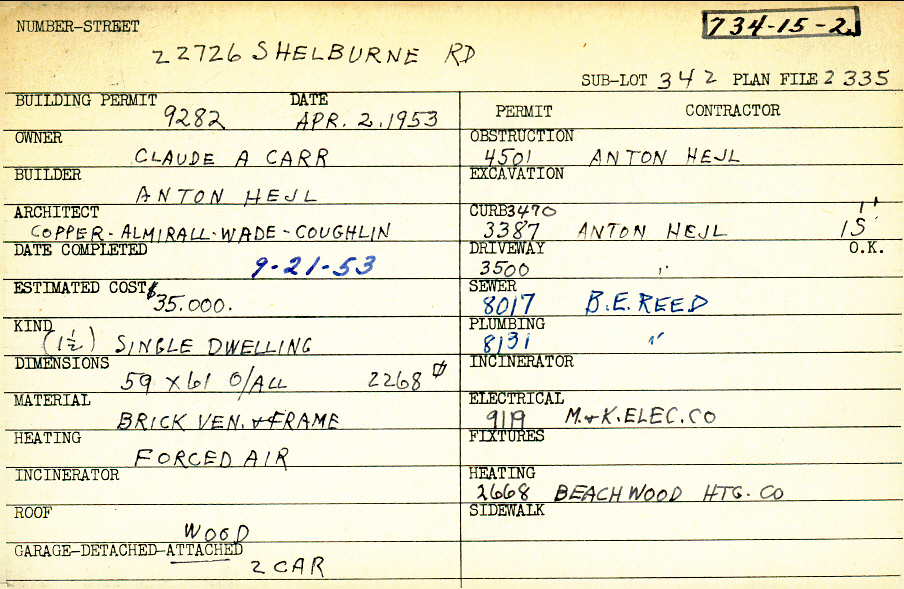 NUMBER-STREET
734-15-2
22726 SHELBURNE RD
SUB-LOT 342 PLAN FILE 2335
BUILDING PERMIT DATE
9282 APR. 2, 1953
OWNER
CLAUDE A CARR
BUILDER
ANTON HEJL
ARCHITECT
COPPER-ALMIRALL-WADE-COUGHLIN
DATE COMPLETED
9-21-53
ESTIMATED COST
$35.000.
KIND
(1½) SINGLE DWELLING
DIMENSIONS
59 X 61 O/ALL 2268
MATERIAL
BRICK VEN. & FRAME
HEATING
FORCED AIR
INCINERATOR
ROOF
WOOD
GARAGE-DETACHED-ATTACHED
2 CAR
PERMIT CONTRACTOR
OBSTRUCTION
4501 ANTON HEJL
EXCAVATION
CURB 3470 1'
3387 ANTON HEJL 15'
DRIVEWAY O.K.
3500 "
SEWER
8017 B.E. REED
PLUMBING
8131 "
INCINERATOR
ELECTRICAL
9119 M.&K. ELEC. CO
FIXTURES
HEATING
2668 BEACHWOOD HTG. CO
SIDEWALK